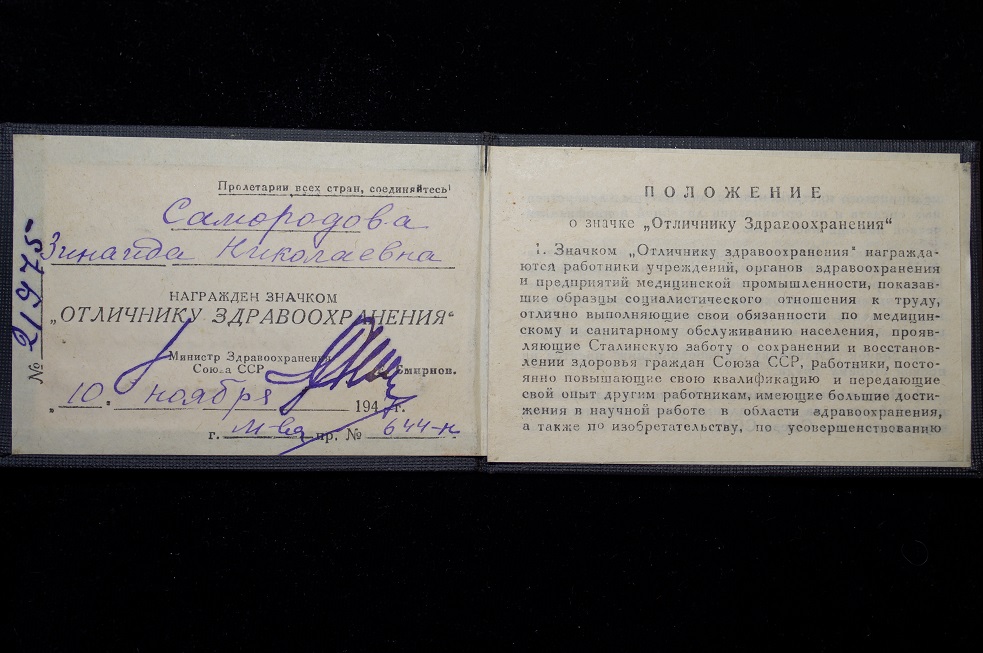 Пролетарии всех стран, соединяйтесь!
Самородова
Зинаида Николаевна
НАГРАЖДЕН ЗНАЧКОМ
„ОТЛИЧНИКУ ЗДРАВООХРАНЕНИЯ“
№ 21975
Министр Здравоохранения
Союза ССР Смирнов.
„10“ ноября 194 г.
г. М-ва пр. № 644-н
ПОЛОЖЕНИЕ
о значке „Отличнику Здравоохранения“
1. Значком „Отличнику здравоохранения“ награжда-
ются работники учреждений, органов здравоохранения
и предприятий медицинской промышленности, показав-
шие образцы социалистического отношения к труду,
отлично выполняющие свои обязанности по медицин-
скому и санитарному обслуживанию населения, прояв-
ляющие Сталинскую заботу о сохранении и восстанов-
лении здоровья граждан Союза ССР, работники, посто-
янно повышающие свою квалификацию и передающие
свой опыт другим работникам, имеющие большие дости-
жения в научной работе в области здравоохранения,
а также по изобретательству, по усовершенствованию